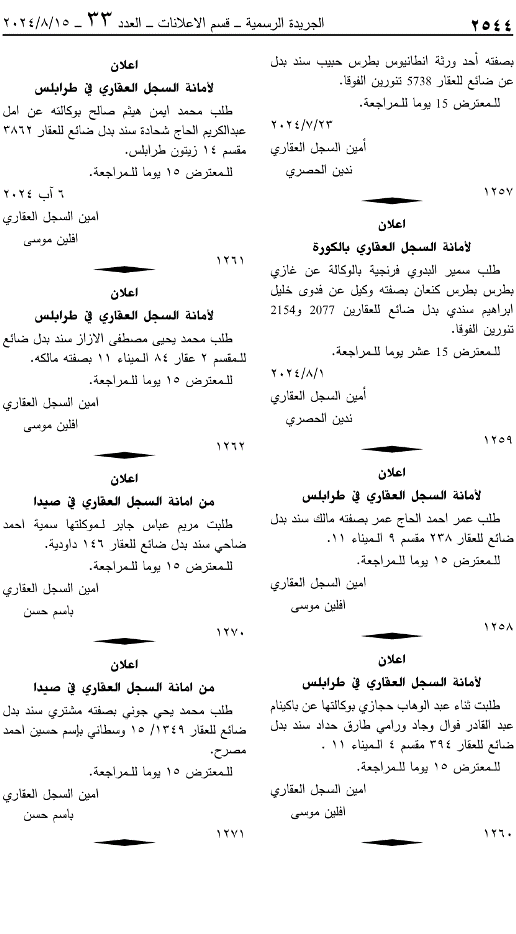 ٢٥٤٤
الجريدة الرسمية ــ قسم الاعلانات ــ العدد ٣٣ ــ ٢٠٢٤/٨/١٥
بصفته أحد ورثة انطانيوس بطرس حبيب سند بدل
عن ضائع للعقار 5738 تنورين الفوقا.
للمعترض 15 يوما للمراجعة.
٢٠٢٤/٧/٢٣
أمين السجل العقاري
ندين الحصري
١٢٥٧
اعلان
لأمانة السجل العقاري بالكورة
طلب سمير البدوي فرنجية بالوكالة عن غازي
بطرس بطرس كنعان بصفته وكيل عن فدوى خليل
ابراهيم سندي بدل ضائع للعقارين 2077 و2154
تنورين الفوقا.
للمعترض 15 عشر يوما للمراجعة.
٢٠٢٤/٨/١
أمين السجل العقاري
ندين الحصري
١٢٥٩
اعلان
لأمانة السجل العقاري في طرابلس
طلب عمر احمد الحاج عمر بصفته مالك سند بدل
ضائع للعقار ٢٣٨ مقسم ٩ الميناء ١١.
للمعترض ١٥ يوما للمراجعة.
امين السجل العقاري
افلين موسى
١٢٥٨
اعلان
لأمانة السجل العقاري في طرابلس
طلبت ثناء عبد الوهاب حجازي بوكالتها عن باكينام
عبد القادر فوال وجاد ورامي طارق حداد سند بدل
ضائع للعقار ٣٩٤ مقسم ٤ الميناء ١١ .
للمعترض ١٥ يوما للمراجعة.
امين السجل العقاري
افلين موسى
١٢٦٠
اعلان
لأمانة السجل العقاري في طرابلس
طلب محمد ايمن هيثم صالح بوكالته عن امل
عبدالكريم الحاج شحادة سند بدل ضائع للعقار ٣٨٦٢
مقسم ١٤ زيتون طرابلس.
للمعترض ١٥ يوما للمراجعة.
٦ آب ٢٠٢٤
امين السجل العقاري
افلين موسى
١٢٦١
اعلان
لأمانة السجل العقاري في طرابلس
طلب محمد يحيى مصطفى الازاز سند بدل ضائع
للمقسم ٢ عقار ٨٤ الميناء ١١ بصفته مالكه.
للمعترض ١٥ يوما للمراجعة.
امين السجل العقاري
افلين موسى
١٢٦٢
اعلان
من امانة السجل العقاري في صيدا
طلبت مريم عباس جابر لموكلتها سمية احمد
ضاحي سند بدل ضائع للعقار ١٤٦ داودية.
للمعترض ١٥ يوما للمراجعة.
امين السجل العقاري
باسم حسن
١٢٧٠
اعلان
من امانة السجل العقاري في صيدا
طلب محمد يحي جوني بصفته مشتري سند بدل
ضائع للعقار ١٣٤٩/ ١٥ وسطاني بإسم حسين احمد
مصرح.
للمعترض ١٥ يوما للمراجعة.
امين السجل العقاري
باسم حسن
١٢٧١